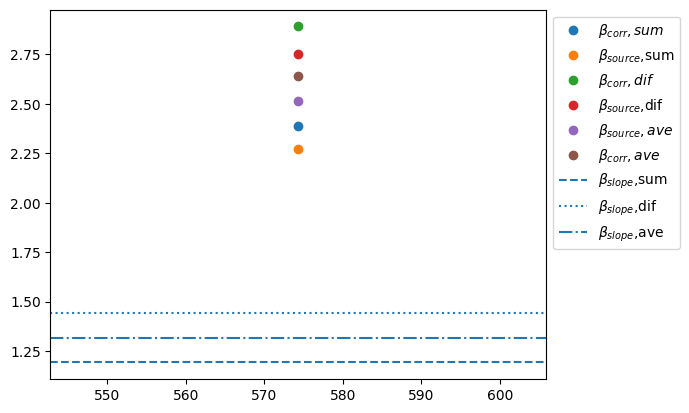 2.75
2.50
2.25
2.00
1.75
1.50
1.25
550
560
570
580
590
600
β_corr, sum
β_source,sum
β_corr, dif
β_source,dif
β_source, ave
β_corr, ave
β_slope,sum
β_slope,dif
β_slope,ave